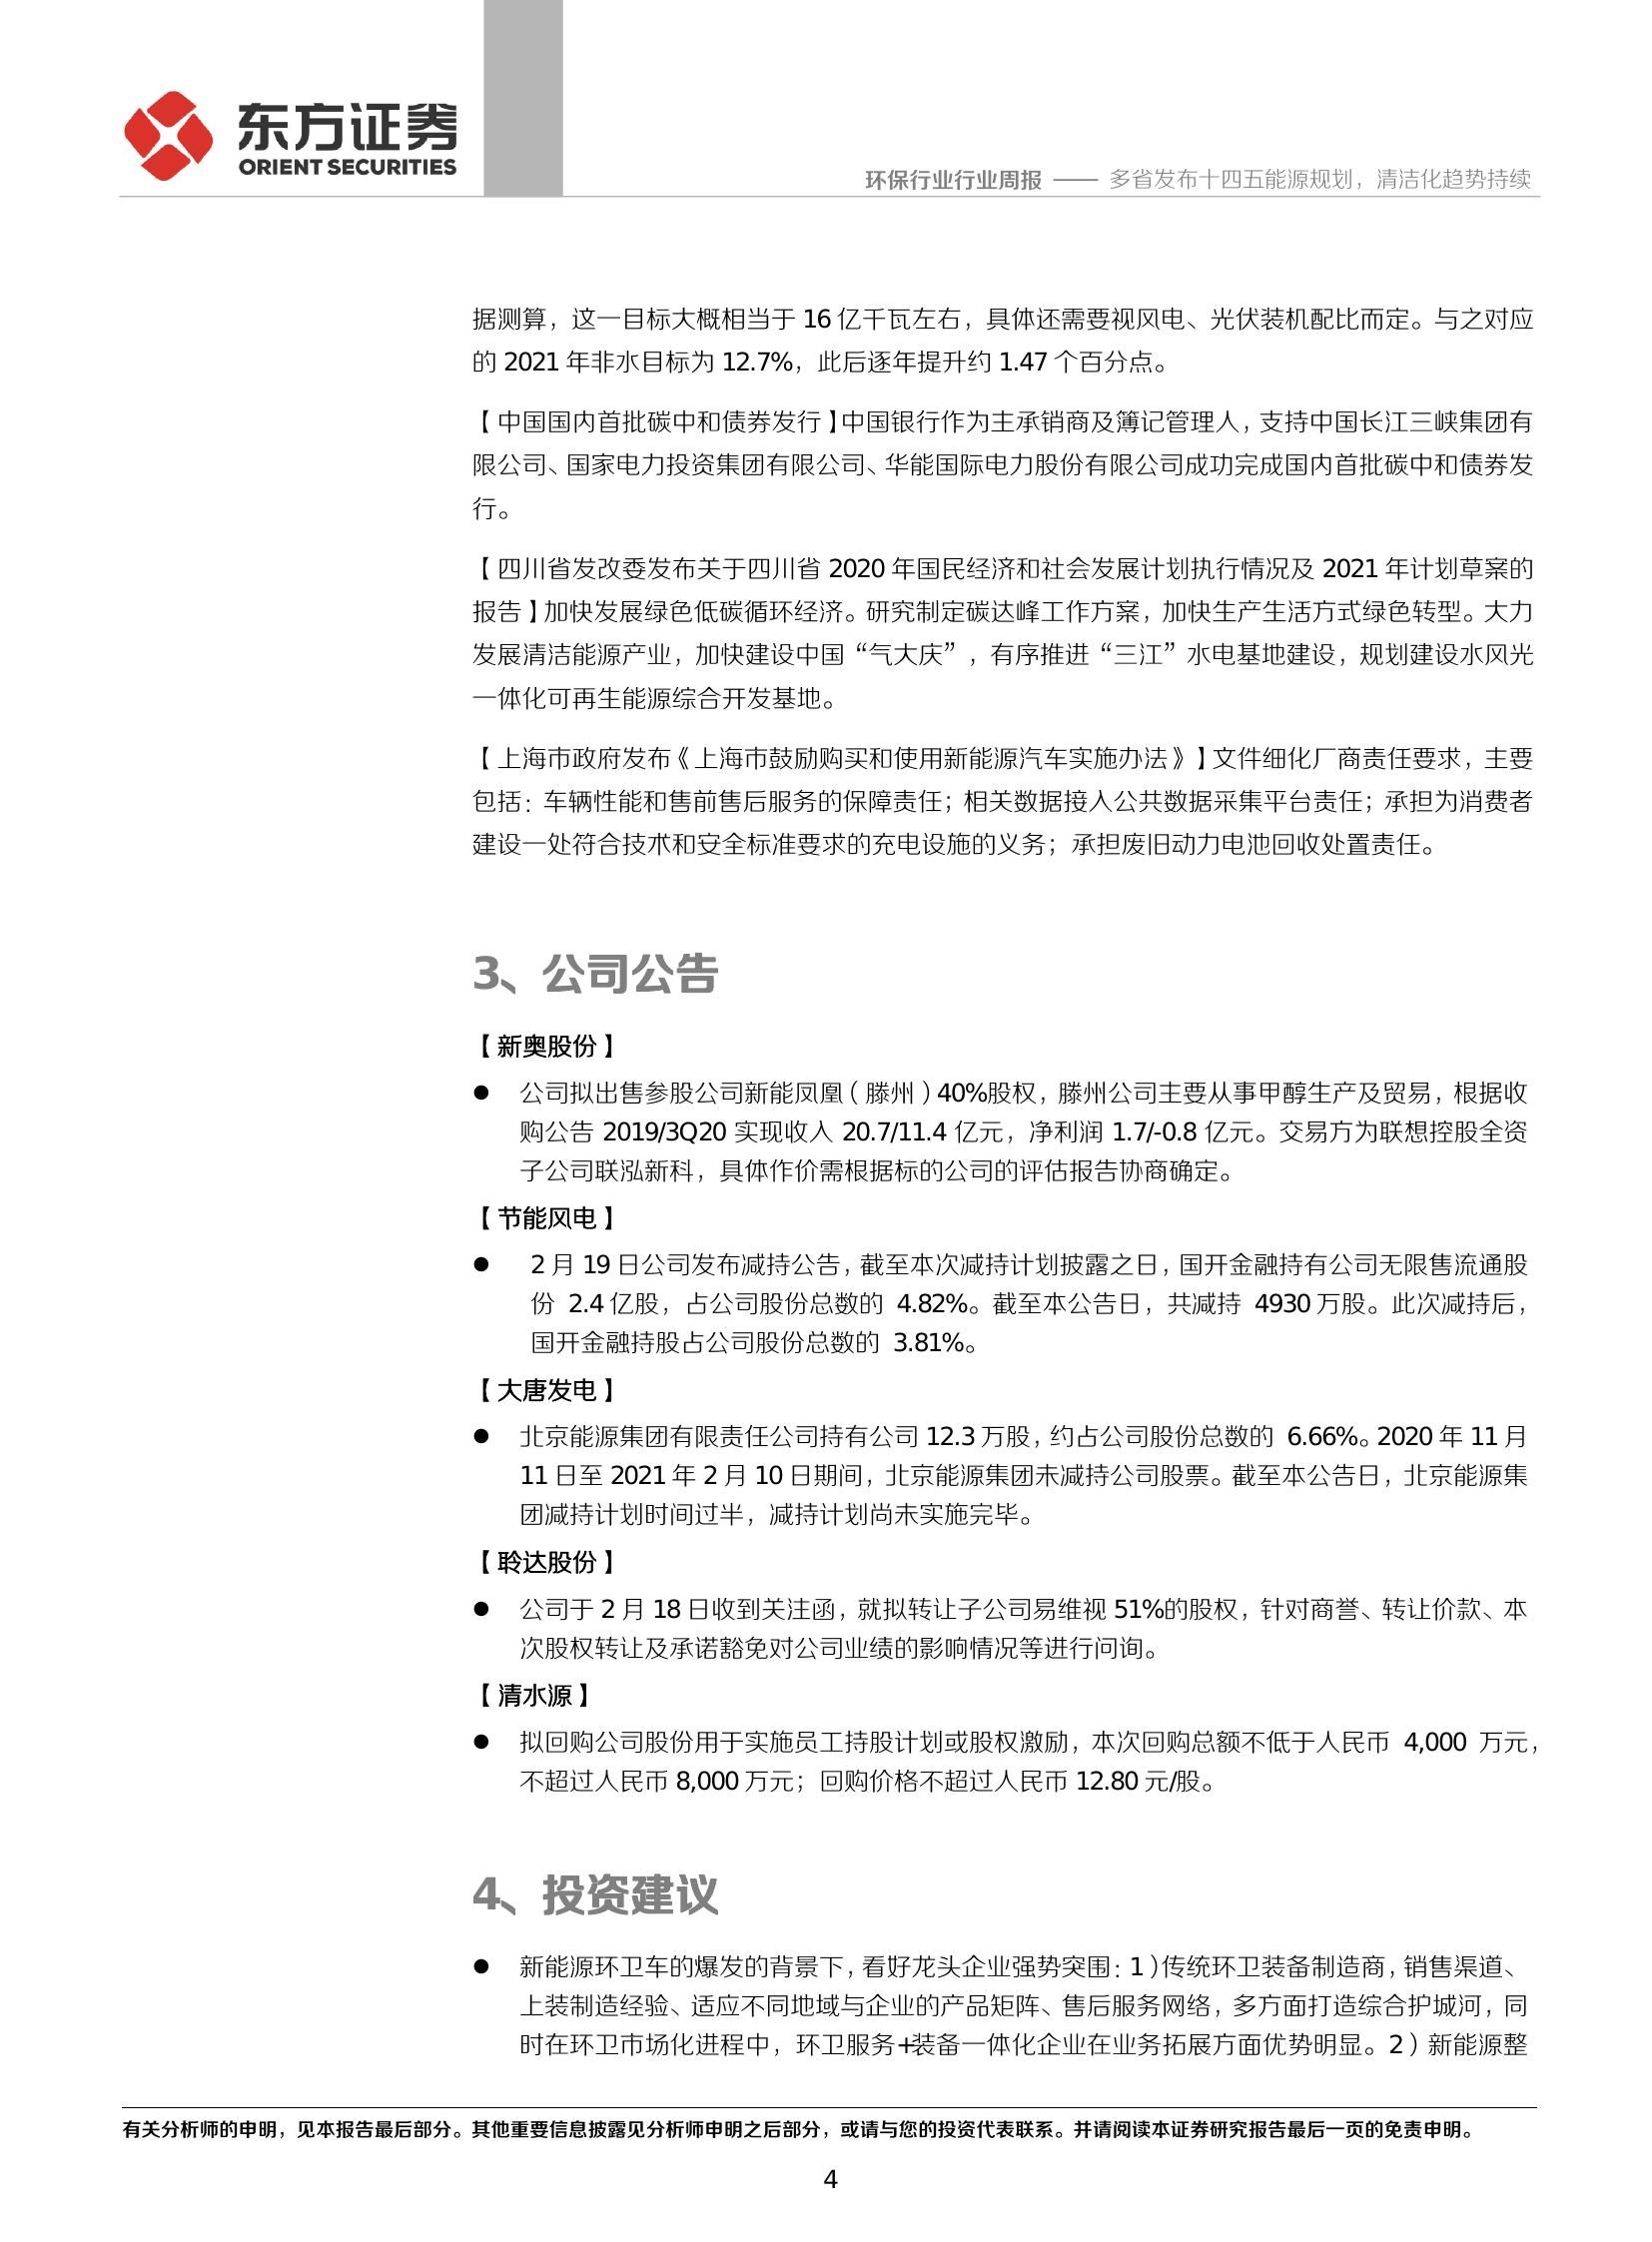 东方证券
ORIENT SECURITIES
环保行业行业周报 —— 多省发布十四五能源规划，清洁化趋势持续
据测算，这一目标大概相当于 16 亿千瓦左右，具体还需要视风电、光伏装机配比而定。与之对应
的 2021 年非水目标为 12.7%，此后逐年提升约 1.47 个百分点。
【中国国内首批碳中和债券发行】中国银行作为主承销商及簿记管理人，支持中国长江三峡集团有
限公司、国家电力投资集团有限公司、华能国际电力股份有限公司成功完成国内首批碳中和债券发
行。
【四川省发改委发布关于四川省 2020 年国民经济和社会发展计划执行情况及 2021 年计划草案的
报告】加快发展绿色低碳循环经济。研究制定碳达峰工作方案，加快生产生活方式绿色转型。大力
发展清洁能源产业，加快建设中国“气大庆”，有序推进“三江”水电基地建设，规划建设水风光
一体化可再生能源综合开发基地。
【上海市政府发布《上海市鼓励购买和使用新能源汽车实施办法》】文件细化厂商责任要求，主要
包括：车辆性能和售前售后服务的保障责任；相关数据接入公共数据采集平台责任；承担为消费者
建设一处符合技术和安全标准要求的充电设施的义务；承担废旧动力电池回收处置责任。
3、公司公告
【新奥股份】
● 公司拟出售参股公司新能凤凰（滕州）40%股权，滕州公司主要从事甲醇生产及贸易，根据收
购公告 2019/3Q20 实现收入 20.7/11.4 亿元，净利润 1.7/-0.8 亿元。交易方为联想控股全资
子公司联泓新科，具体作价需根据标的公司的评估报告协商确定。
【节能风电】
● 2 月 19 日公司发布减持公告，截至本次减持计划披露之日，国开金融持有公司无限售流通股
份 2.4 亿股，占公司股份总数的 4.82%。截至本公告日，共减持 4930 万股。此次减持后，
国开金融持股占公司股份总数的 3.81%。
【大唐发电】
● 北京能源集团有限责任公司持有公司 12.3 万股，约占公司股份总数的 6.66%。2020 年 11 月
11 日至 2021 年 2 月 10 日期间，北京能源集团未减持公司股票。截至本公告日，北京能源集
团减持计划时间过半，减持计划尚未实施完毕。
【聆达股份】
● 公司于 2 月 18 日收到关注函，就拟转让子公司易维视 51%的股权，针对商誉、转让价款、本
次股权转让及承诺豁免对公司业绩的影响情况等进行问询。
【清水源】
● 拟回购公司股份用于实施员工持股计划或股权激励，本次回购总额不低于人民币 4,000 万元，
不超过人民币 8,000 万元；回购价格不超过人民币 12.80 元/股。
4、投资建议
● 新能源环卫车的爆发的背景下，看好龙头企业强势突围：1）传统环卫装备制造商，销售渠道、
上装制造经验、适应不同地域与企业的产品矩阵、售后服务网络，多方面打造综合护城河，同
时在环卫市场化进程中，环卫服务+装备一体化企业在业务拓展方面优势明显。2）新能源整
有关分析师的申明，见本报告最后部分。其他重要信息披露见分析师申明之后部分，或请与您的投资代表联系。并请阅读本证券研究报告最后一页的免责申明。
4